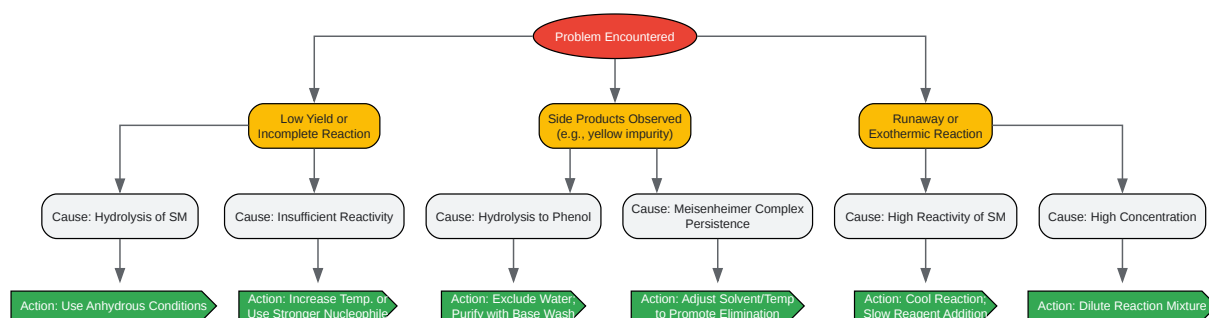 Problem Encountered
Low Yield or
Incomplete Reaction
Side Products Observed
(e.g., yellow impurity)
Runaway or
Exothermic Reaction
Cause: Hydrolysis of SM
Cause: Insufficient Reactivity
Cause: Hydrolysis to Phenol
Cause: Meisenheimer Complex
Persistence
Cause: High Reactivity of SM
Cause: High Concentration
Action: Use Anhydrous Conditions
Action: Increase Temp. or
Use Stronger Nucleophile
Action: Exclude Water;
Purify with Base Wash
Action: Adjust Solvent/Temp
to Promote Elimination
Action: Cool Reaction;
Slow Reagent Addition
Action: Dilute Reaction Mixture